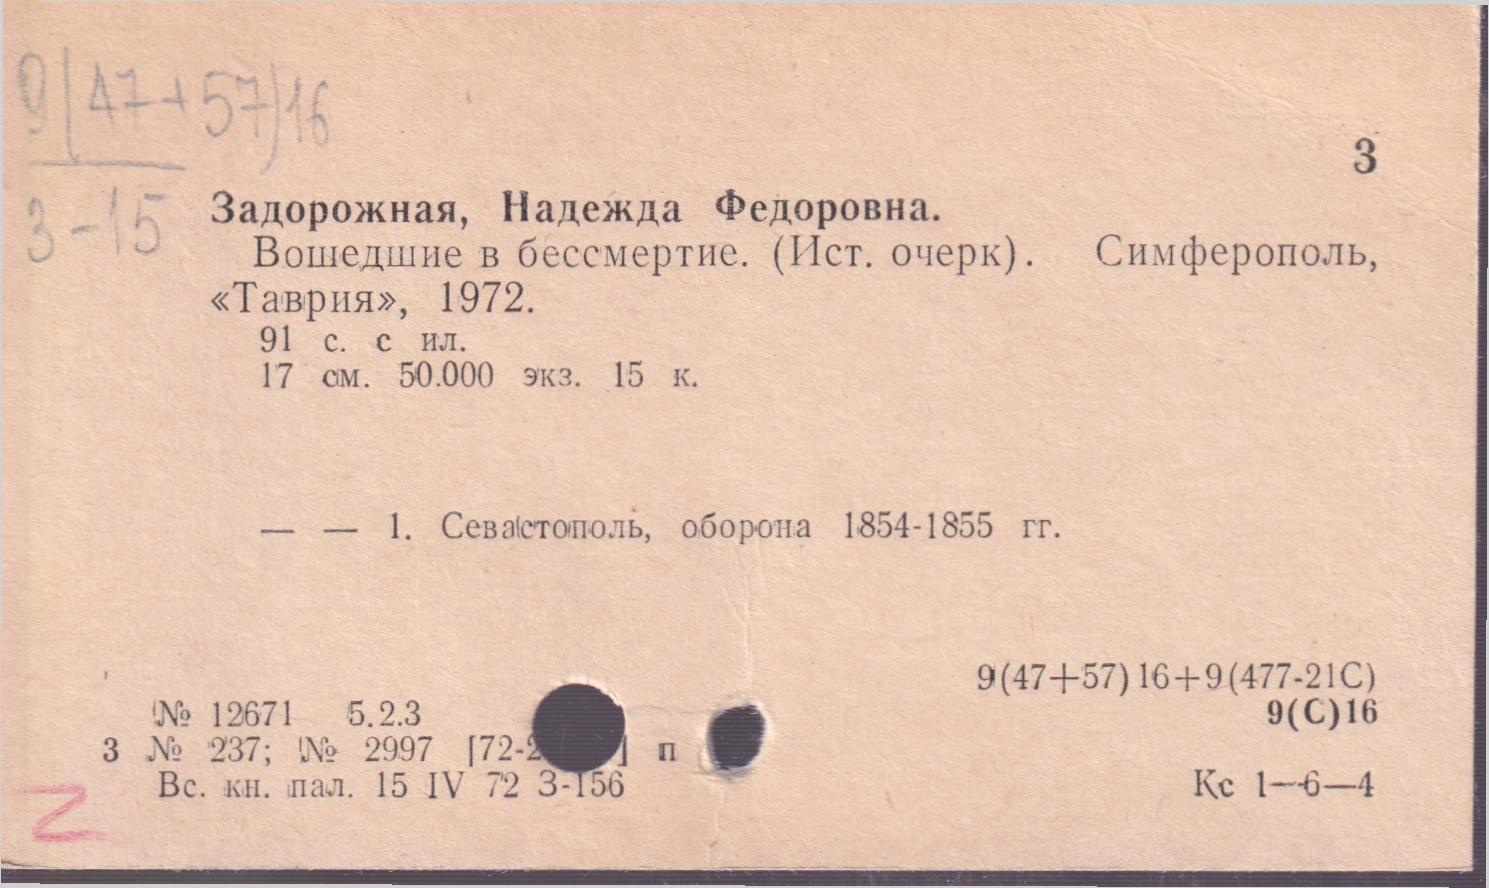 9(47+57)16
З-15
З
Задорожная, Надежда Федоровна.
Вошедшие в бессмертие. (Ист. очерк). Симферополь,
«Таврия», 1972.
91 с. с ил.
17 см. 50.000 экз. 15 к.
— — 1. Севастополь, оборона 1854-1855 гг.
9(47+57)16+9(477-21С)
№ 12671 5.2.3
9(С)16
3 № 237; № 2997 [72-2 ] п
Вс. кн. пал. 15 IV 72 З-156
Кс 1—6—4